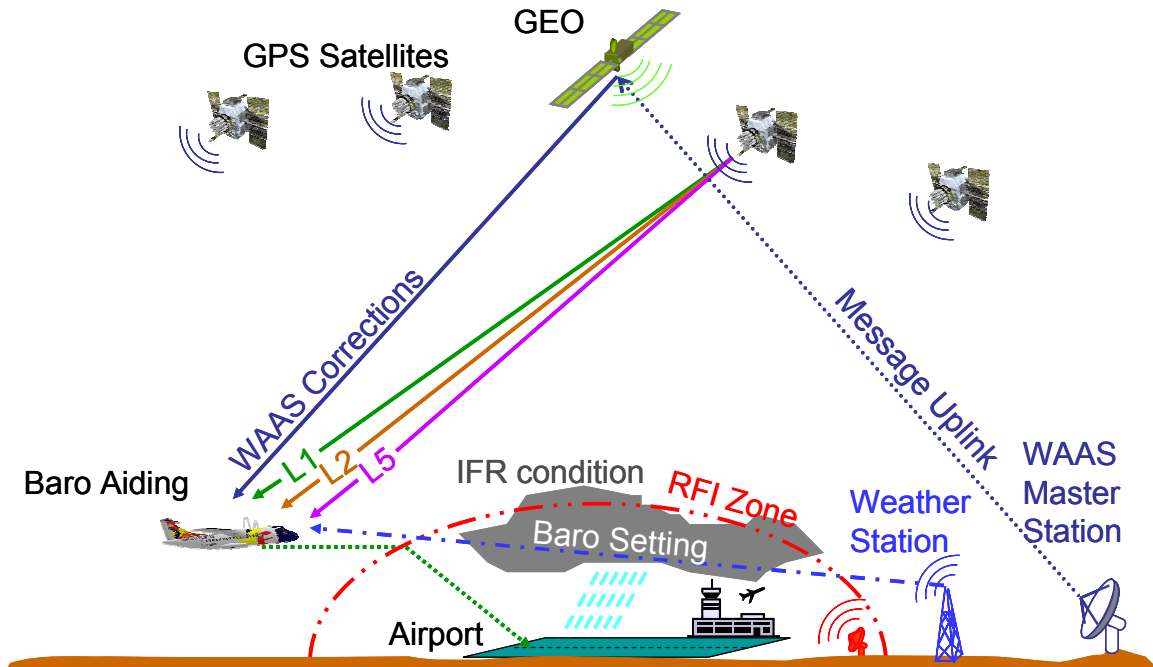 GEO
GPS Satellites
WAAS Corrections
Message Uplink
L1
L2
L5
Baro Aiding
IFR condition
RFI Zone
Baro Setting
Weather
Station
WAAS
Master
Station
Airport